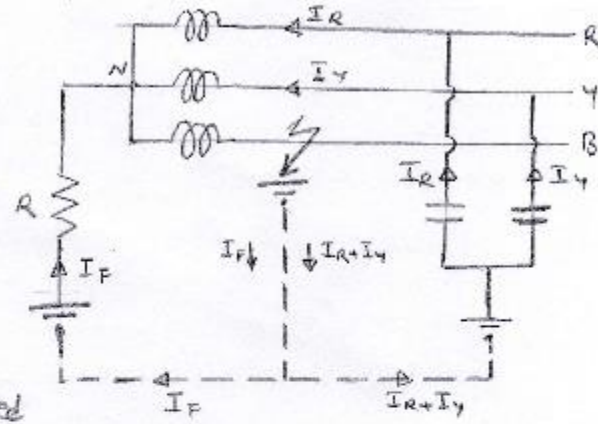 I_R R
N I_Y Y
B
I_R I_Y
R
I_F I_F I_R+I_Y
I_F I_R+I_Y